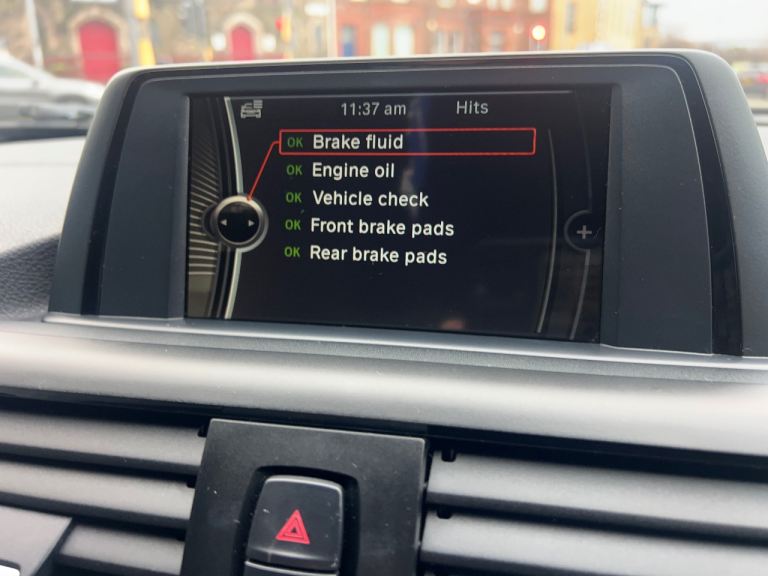 11:37 am Hits
OK Brake fluid
OK Engine oil
OK Vehicle check
OK Front brake pads
OK Rear brake pads